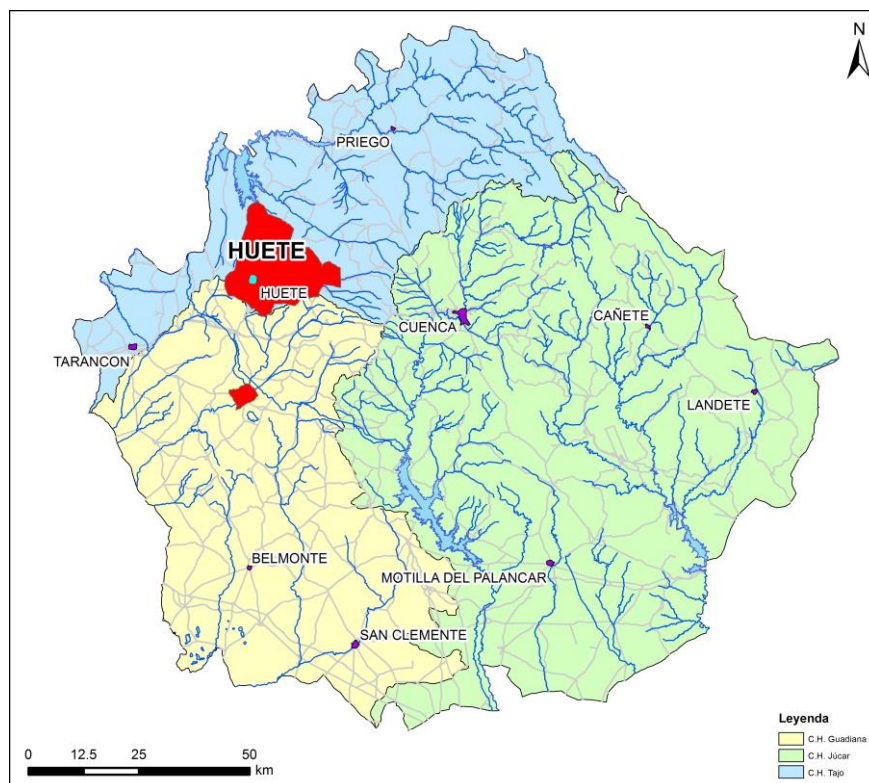 N
PRIEGO
HUETE
HUETE
CUENCA
CAÑETE
TARANCON
LANDETE
BELMONTE
MOTILLA DEL PALANCAR
SAN CLEMENTE
Leyenda
C.H. Guadiana
C.H. Júcar
C.H. Tajo
0 12.5 25 50
km